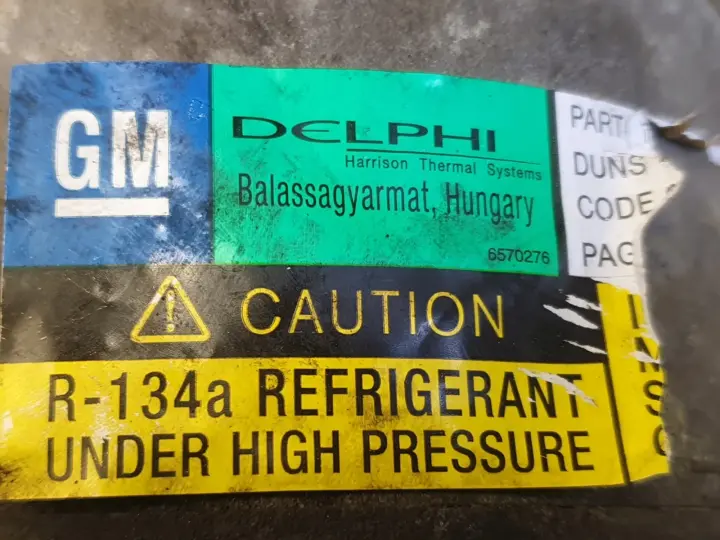 GM
DELPHI
Harrison Thermal Systems
Balassagyarmat, Hungary
6570276
PART
DUNS
CODE
PAG
CAUTION
R-134a REFRIGERANT
UNDER HIGH PRESSURE